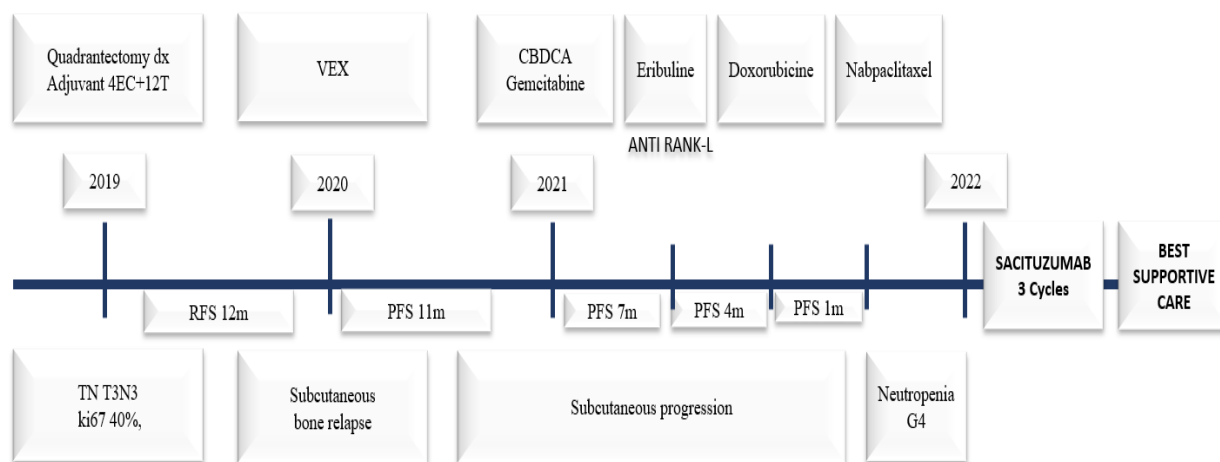 Quadrantectomy dx
Adjuvant 4EC+12T
VEX
CBDCA
Gemcitabine
Eribuline
Doxorubicine
Nabpaclitaxel
ANTI RANK-L
2019
2020
2021
2022
SACITUZUMAB
3 Cycles
BEST
SUPPORTIVE
CARE
RFS 12m
PFS 11m
PFS 7m
PFS 4m
PFS 1m
TN T3N3
ki67 40%,
Subcutaneous
bone relapse
Subcutaneous progression
Neutropenia
G4